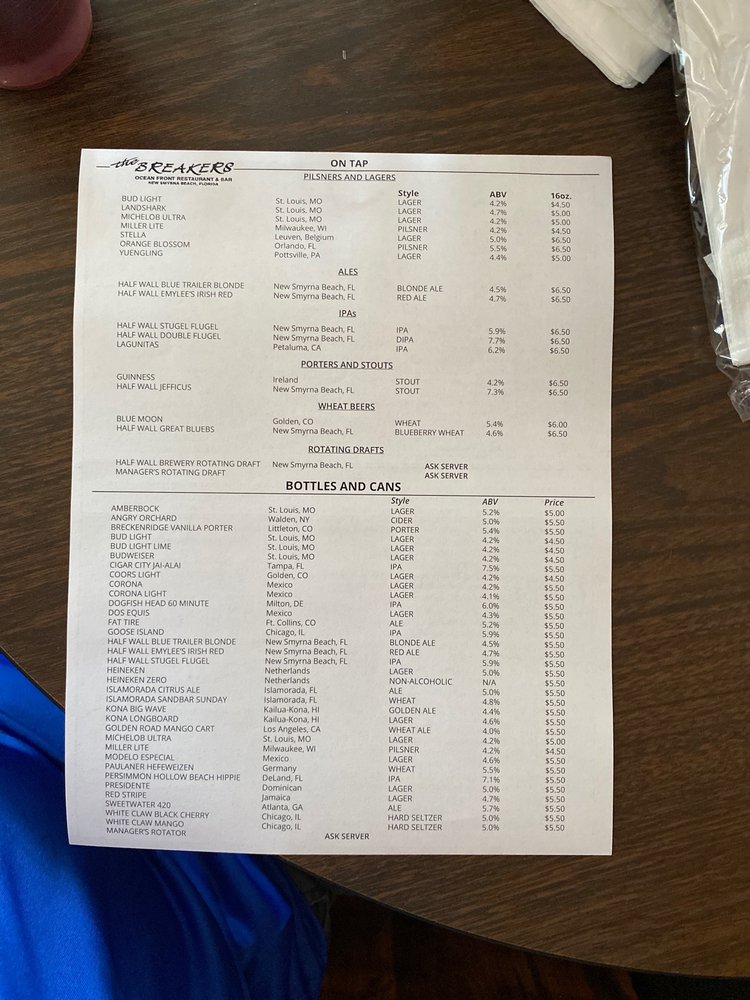 the BREAKERS
OCEAN FRONT RESTAURANT & BAR
NEW SMYRNA BEACH, FLORIDA
ON TAP
PILSNERS AND LAGERS
Style ABV 16oz.
BUD LIGHT St. Louis, MO LAGER 4.2% $4.50
LANDSHARK St. Louis, MO LAGER 4.7% $5.00
MICHELOB ULTRA St. Louis, MO LAGER 4.2% $5.00
MILLER LITE Milwaukee, WI PILSNER 4.2% $4.50
STELLA Leuven, Belgium LAGER 5.0% $6.50
ORANGE BLOSSOM Orlando, FL PILSNER 5.5% $6.50
YUENGLING Pottsville, PA LAGER 4.4% $5.00
ALES
HALF WALL BLUE TRAILER BLONDE New Smyrna Beach, FL BLONDE ALE 4.5% $6.50
HALF WALL EMYLEE'S IRISH RED New Smyrna Beach, FL RED ALE 4.7% $6.50
IPAs
HALF WALL STUGEL FLUGEL New Smyrna Beach, FL IPA 5.9% $6.50
HALF WALL DOUBLE FLUGEL New Smyrna Beach, FL DIPA 7.7% $6.50
LAGUNITAS Petaluma, CA IPA 6.2% $6.50
PORTERS AND STOUTS
GUINNESS Ireland STOUT 4.2% $6.50
HALF WALL JEFFICUS New Smyrna Beach, FL STOUT 7.3% $6.50
WHEAT BEERS
BLUE MOON Golden, CO WHEAT 5.4% $6.00
HALF WALL GREAT BLUEBS New Smyrna Beach, FL BLUEBERRY WHEAT 4.6% $6.50
ROTATING DRAFTS
HALF WALL BREWERY ROTATING DRAFT New Smyrna Beach, FL ASK SERVER
MANAGER'S ROTATING DRAFT ASK SERVER
BOTTLES AND CANS
Style ABV Price
AMBERBOCK St. Louis, MO LAGER 5.2% $5.00
ANGRY ORCHARD Walden, NY CIDER 5.0% $5.50
BRECKENRIDGE VANILLA PORTER Littleton, CO PORTER 5.4% $5.50
BUD LIGHT St. Louis, MO LAGER 4.2% $4.50
BUD LIGHT LIME St. Louis, MO LAGER 4.2% $4.50
BUDWEISER St. Louis, MO LAGER 4.2% $4.50
CIGAR CITY JAI-ALAI Tampa, FL IPA 7.5% $5.50
COORS LIGHT Golden, CO LAGER 4.2% $4.50
CORONA Mexico LAGER 4.2% $5.50
CORONA LIGHT Mexico LAGER 4.1% $5.50
DOGFISH HEAD 60 MINUTE Milton, DE IPA 6.0% $5.50
DOS EQUIS Mexico LAGER 4.3% $5.50
FAT TIRE Ft. Collins, CO ALE 5.2% $5.50
GOOSE ISLAND Chicago, IL IPA 5.9% $5.50
HALF WALL BLUE TRAILER BLONDE New Smyrna Beach, FL BLONDE ALE 4.5% $5.50
HALF WALL EMYLEE'S IRISH RED New Smyrna Beach, FL RED ALE 4.7% $5.50
HALF WALL STUGEL FLUGEL New Smyrna Beach, FL IPA 5.9% $5.50
HEINEKEN Netherlands LAGER 5.0% $5.50
HEINEKEN ZERO Netherlands NON-ALCOHOLIC N/A $5.50
ISLAMORADA CITRUS ALE Islamorada, FL ALE 5.0% $5.50
ISLAMORADA SANDBAR SUNDAY Islamorada, FL WHEAT 4.8% $5.50
KONA BIG WAVE Kailua-Kona, HI GOLDEN ALE 4.4% $5.50
KONA LONGBOARD Kailua-Kona, HI LAGER 4.6% $5.50
GOLDEN ROAD MANGO CART Los Angeles, CA WHEAT ALE 4.0% $5.50
MICHELOB ULTRA St. Louis, MO LAGER 4.2% $5.00
MILLER LITE Milwaukee, WI PILSNER 4.2% $4.50
MODELO ESPECIAL Mexico LAGER 4.6% $5.50
PAULANER HEFEWEIZEN Germany WHEAT 5.5% $5.50
PERSIMMON HOLLOW BEACH HIPPIE DeLand, FL IPA 7.1% $5.50
PRESIDENTE Dominican LAGER 5.0% $5.50
RED STRIPE Jamaica LAGER 4.7% $5.50
SWEETWATER 420 Atlanta, GA ALE 5.7% $5.50
WHITE CLAW BLACK CHERRY Chicago, IL HARD SELTZER 5.0% $5.50
WHITE CLAW MANGO Chicago, IL HARD SELTZER 5.0% $5.50
MANAGER'S ROTATOR ASK SERVER